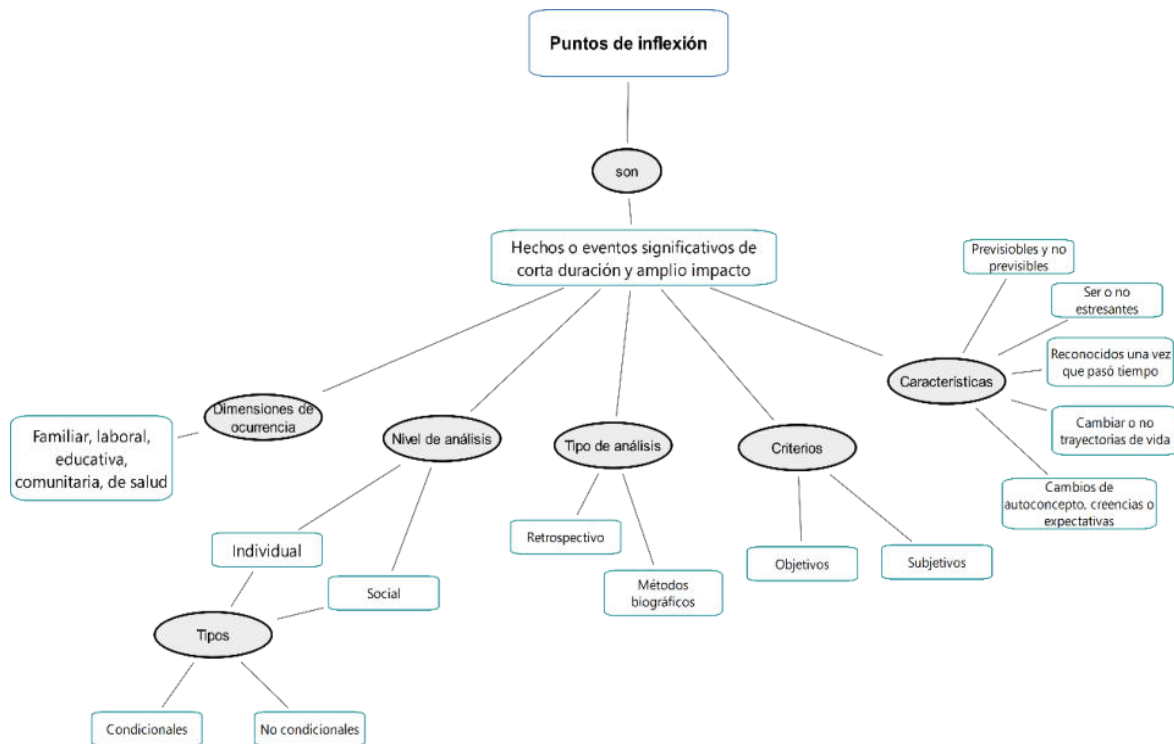 Puntos de inflexión
son
Hechos o eventos significativos de
corta duración y amplio impacto
Previsiobles y no
previsibles
Ser o no
estresantes
Reconocidos una vez
que pasó tiempo
Características
Cambiar o no
trayectorias de vida
Cambios de
autoconcepto, creencias o
expectativas
Dimensiones de
ocurrencia
Familiar, laboral,
educativa,
comunitaria, de salud
Nivel de análisis
Tipo de análisis
Criterios
Individual
Social
Retrospectivo
Métodos
biográficos
Objetivos
Subjetivos
Tipos
Condicionales
No condicionales